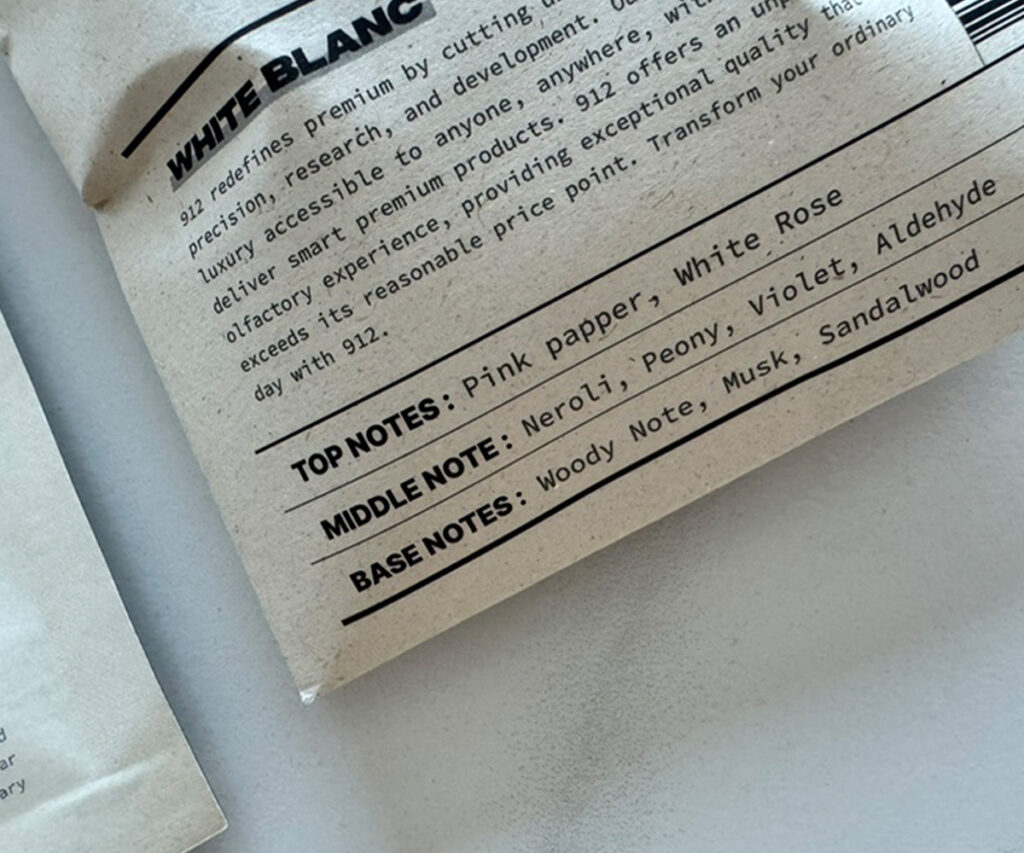 WHITE BLANC
912 redefines premium by cutting
precision, research, and development.
luxury accessible to anyone, anywhere,
deliver smart premium products. 912 offers an
olfactory experience, providing exceptional quality that
exceeds its reasonable price point. Transform your ordinary
day with 912.
TOP NOTES: Pink papper, White Rose
MIDDLE NOTE: Neroli, Peony, Violet, Aldehyde
BASE NOTES: Woody Note, Musk, Sandalwood